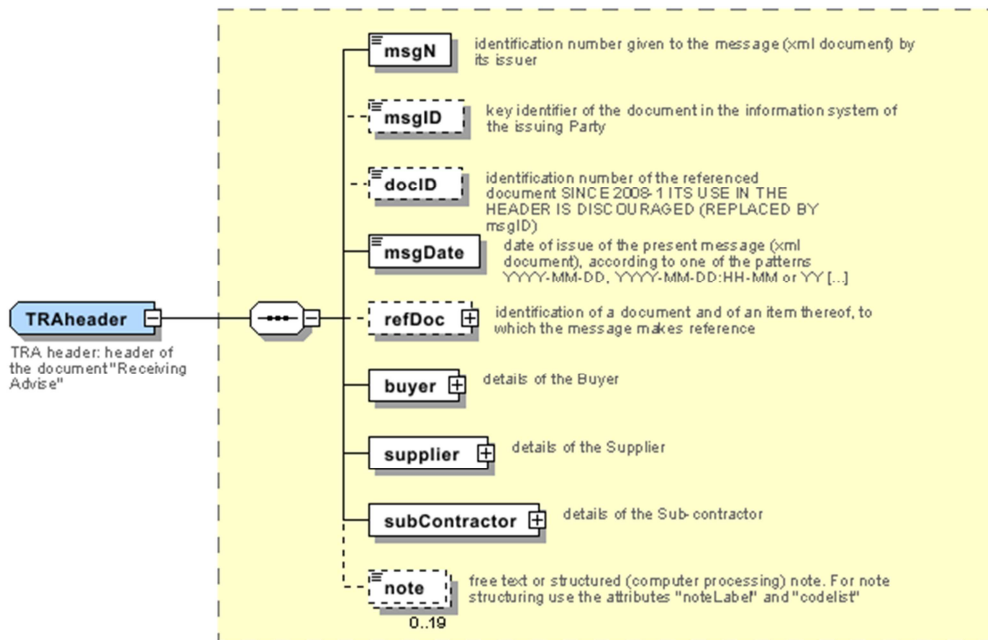 msgN
identification number given to the message (xml document) by
its issuer
msgID
key identifier of the document in the information system of
the issuing Party
docID
identification number of the referenced
document SINCE 2008-1 ITS USE IN THE
HEADER IS DISCOURAGED (REPLACED BY
msgID)
msgDate
date of issue of the present message (xml
document), according to one of the patterns
YYYY-MM-DD, YYYY-MM-DD:HH-MM or YY [...]
TRAheader
TRA header: header of
the document "Receiving
Advise"
refDoc
identification of a document and of an item thereof, to
which the message makes reference
buyer
details of the Buyer
supplier
details of the Supplier
subContractor
details of the Sub-contractor
note
free text or structured (computer processing) note. For note
structuring use the attributes "noteLabel" and "codelist"
0..19